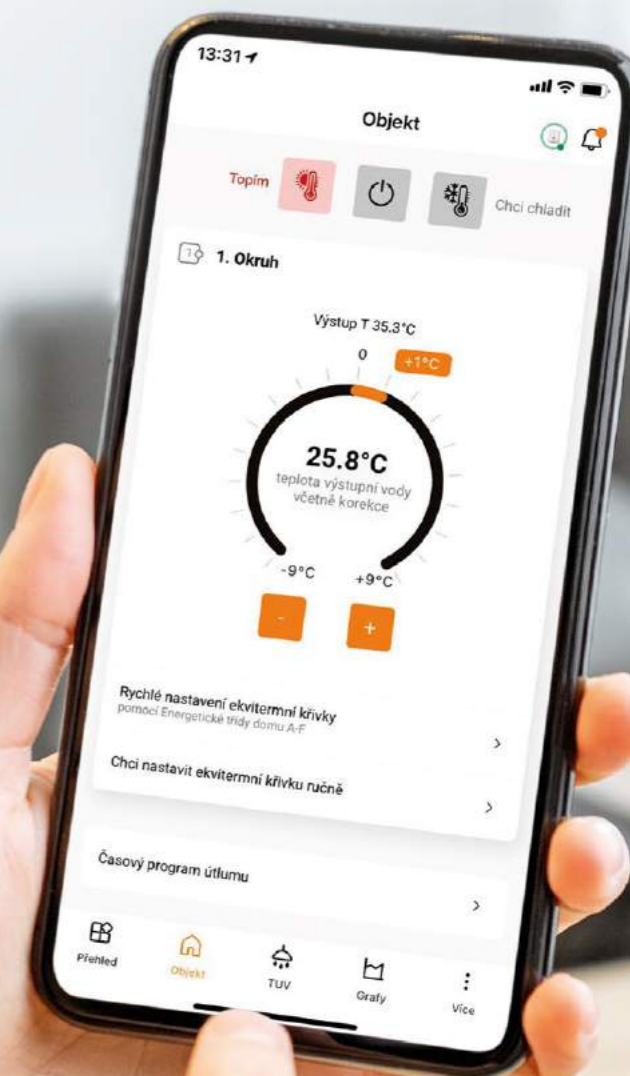 13:31
Objekt
Topím
Chci chladit
1. Okruh
Výstup T 35.3°C
0
+1°C
25.8°C
teplota výstupní vody
včetně korekce
-9°C
+9°C
-
+
Rychlé nastavení ekvitermní křivky
pomocí Energetické třídy domu A-F
Chci nastavit ekvitermní křivku ručně
Časový program útlumu
Přehled
Objekt
TUV
Grafy
Více